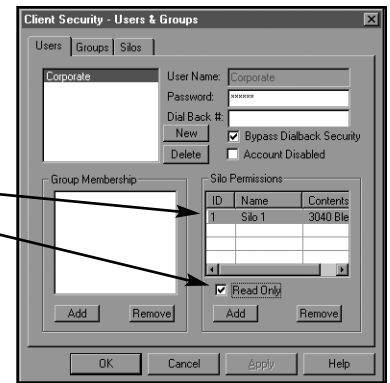 Client Security - Users & Groups
Users Groups Silos
Corporate
User Name: Corporate
Password: xxxxxx
Dial Back #:
New
Bypass Dialback Security
Delete
Account Disabled
Group Membership
Silo Permissions
ID Name Contents
1 Silo 1 3040 Ble
Read Only
Add Remove
Add Remove
OK Cancel Apply Help